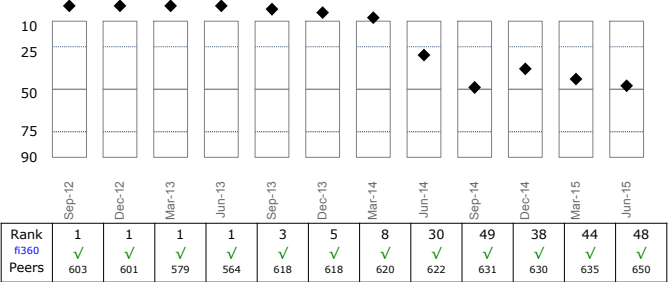 10
25
50
75
90
Sep-12 Dec-12 Mar-13 Jun-13 Sep-13 Dec-13 Mar-14 Jun-14 Sep-14 Dec-14 Mar-15 Jun-15
Rank 1 1 1 1 3 5 8 30 49 38 44 48
fi360 √ √ √ √ √ √ √ √ √ √ √ √
Peers 603 601 579 564 618 618 620 622 631 630 635 650